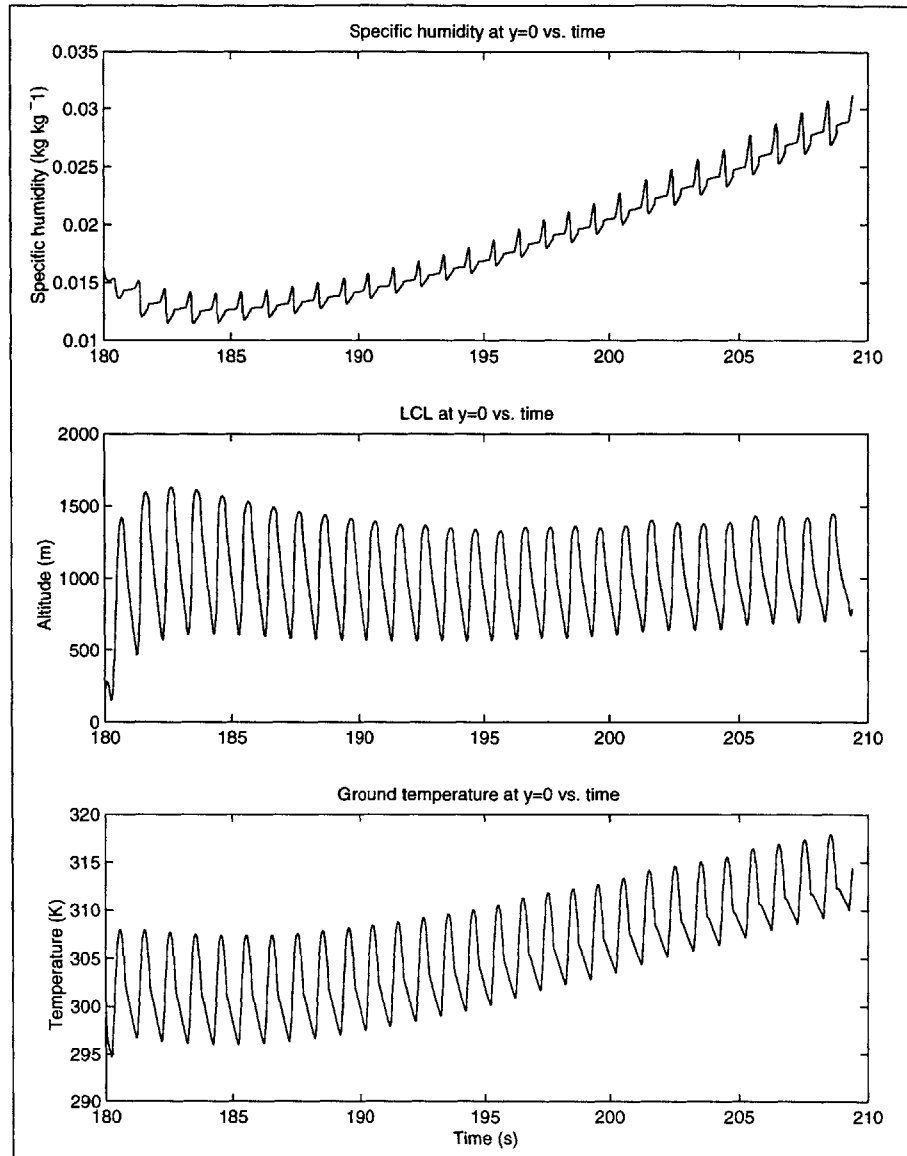 Specific humidity at y=0 vs. time
0.035
0.03
0.025
0.02
0.015
0.01
Specific humidity (kg kg ⁻1)
180 185 190 195 200 205 210
LCL at y=0 vs. time
2000
1500
1000
500
0
Altitude (m)
180 185 190 195 200 205 210
Ground temperature at y=0 vs. time
320
315
310
305
300
295
290
Temperature (K)
180 185 190 195 200 205 210
Time (s)